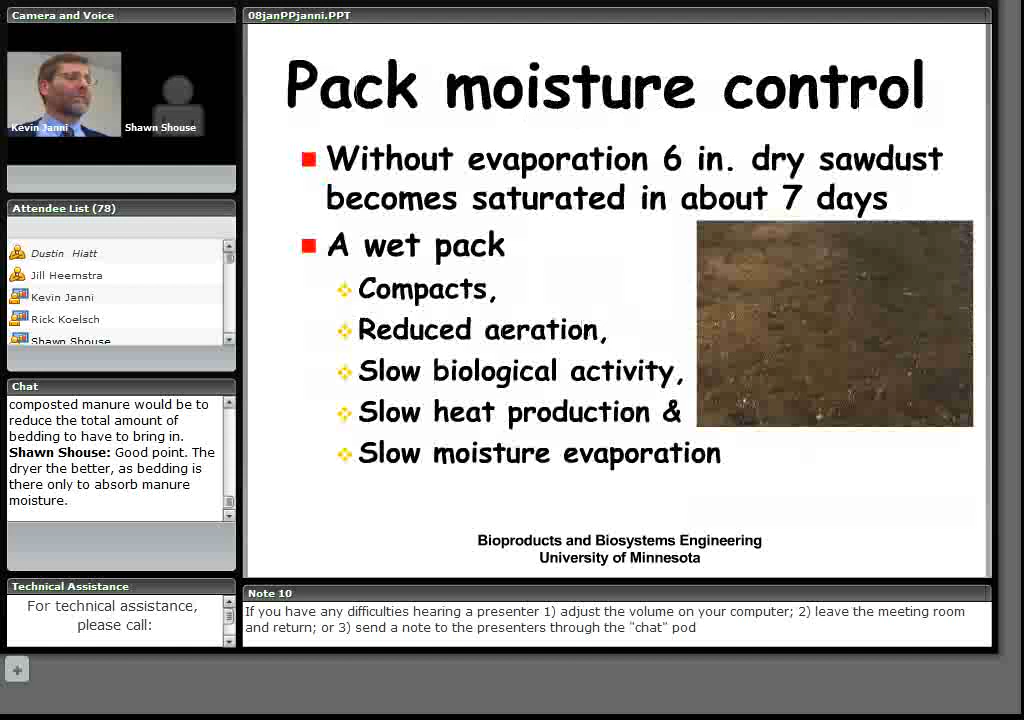 Camera and Voice
Kevin Janni
Shawn Shouse
Attendee List (78)
Dustin Hiatt
Jill Heemstra
Kevin Janni
Rick Koelsch
Shawn Shouse
Chat
composted manure would be to
reduce the total amount of
bedding to have to bring in.
Shawn Shouse: Good point. The
dryer the better, as bedding is
there only to absorb manure
moisture.
Technical Assistance
For technical assistance,
please call:
08janPPjanni.PPT
Pack moisture control
Without evaporation 6 in. dry sawdust
becomes saturated in about 7 days
A wet pack
Compacts,
Reduced aeration,
Slow biological activity,
Slow heat production &
Slow moisture evaporation
Bioproducts and Biosystems Engineering
University of Minnesota
Note 10
If you have any difficulties hearing a presenter 1) adjust the volume on your computer; 2) leave the meeting room
and return; or 3) send a note to the presenters through the "chat" pod